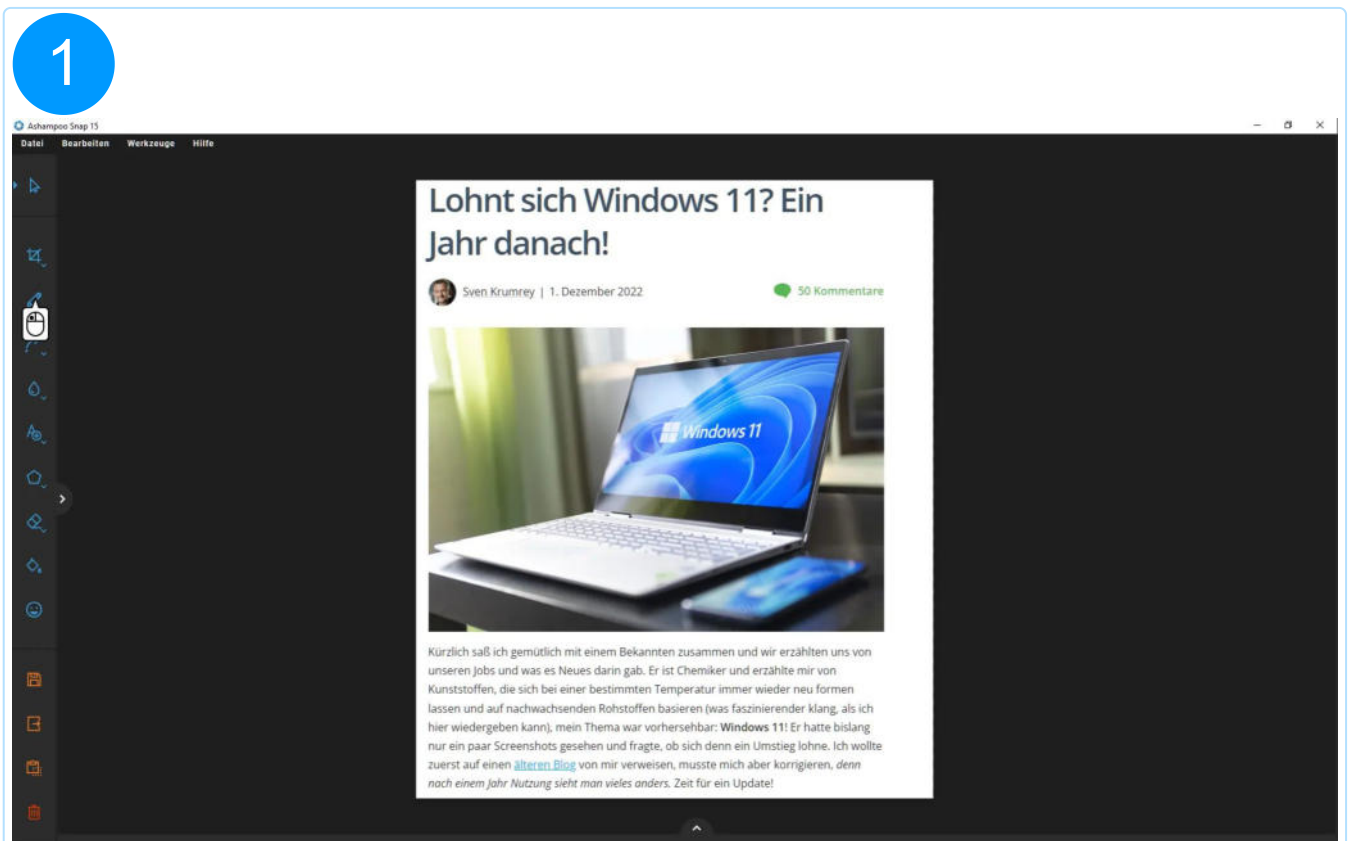 1
Ashampoo Snap 15
Datei Bearbeiten Werkzeuge Hilfe
Lohnt sich Windows 11? Ein
Jahr danach!
Sven Krumrey | 1. Dezember 2022 50 Kommentare
Windows 11
Kürzlich saß ich gemütlich mit einem Bekannten zusammen und wir erzählten uns von
unseren Jobs und was es Neues darin gab. Er ist Chemiker und erzählte mir von
Kunststoffen, die sich bei einer bestimmten Temperatur immer wieder neu formen
lassen und auf nachwachsenden Rohstoffen basieren (was faszinierender klang, als ich
hier wiedergeben kann), mein Thema war vorhersehbar: Windows 11! Er hatte bislang
nur ein paar Screenshots gesehen und fragte, ob sich denn ein Umstieg lohne. Ich wollte
zuerst auf einen älteren Blog von mir verweisen, musste mich aber korrigieren, denn
nach einem Jahr Nutzung sieht man vieles anders. Zeit für ein Update!